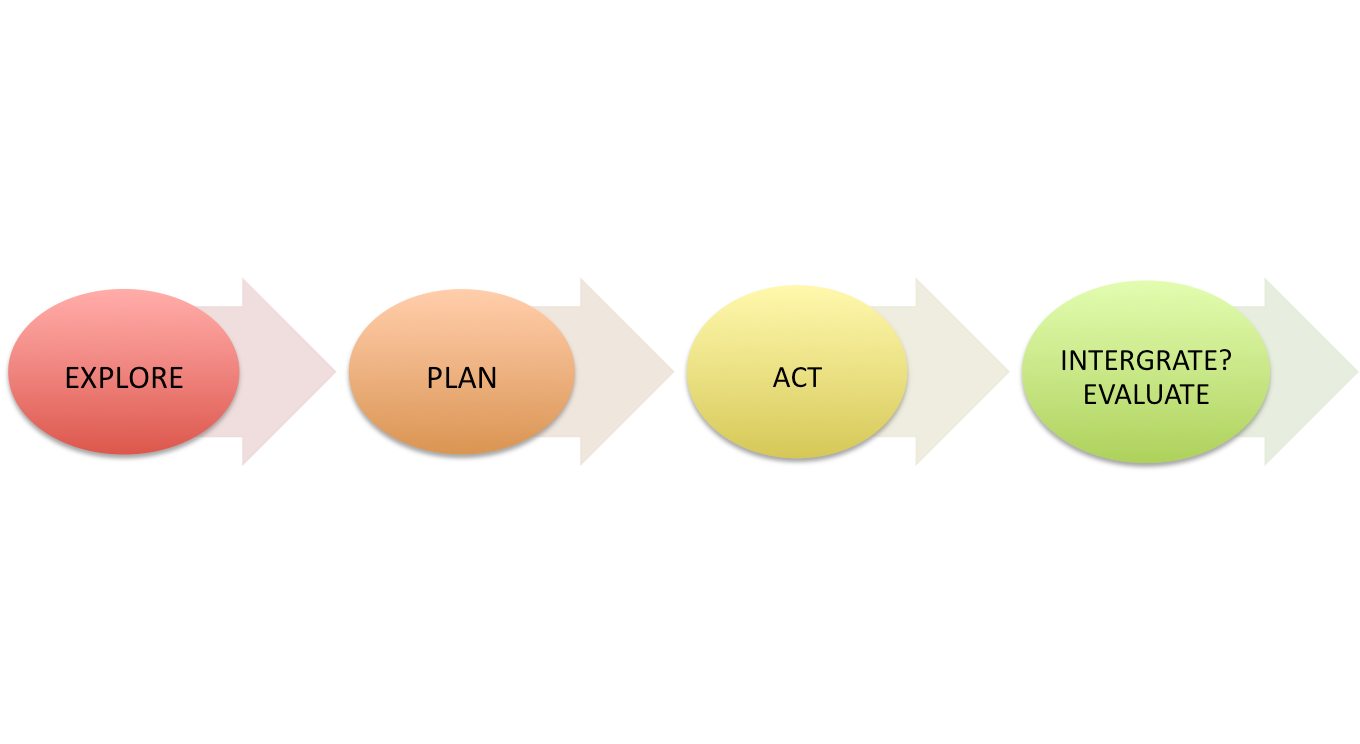 EXPLORE
PLAN
ACT
INTERGRATE?
EVALUATE